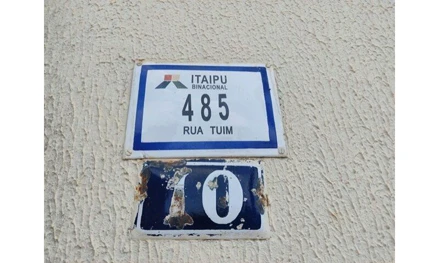 ITAIPU
BINACIONAL
485
RUA TUIM
10